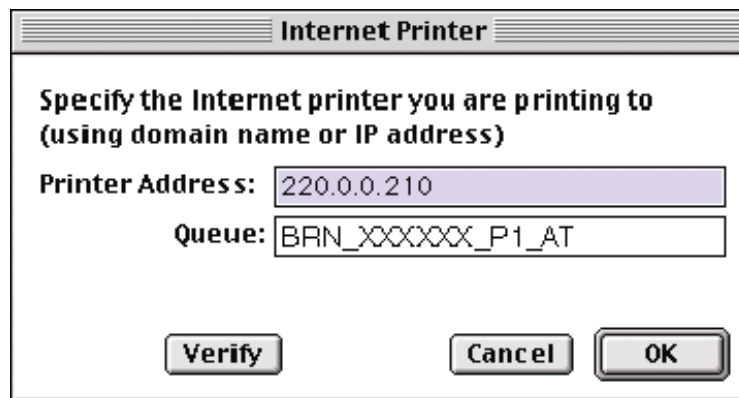 Internet Printer
Specify the Internet printer you are printing to
(using domain name or IP address)
Printer Address: 220.0.0.210
Queue: BRN_XXXXXX_P1_AT
Verify Cancel OK